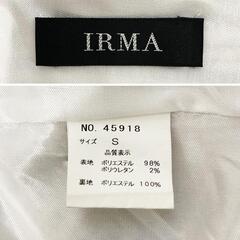 IRMA
NO. 45918
サイズ S
品質表示
表地 ポリエステル 98%
ポリウレタン 2%
裏地 ポリエステル 100%